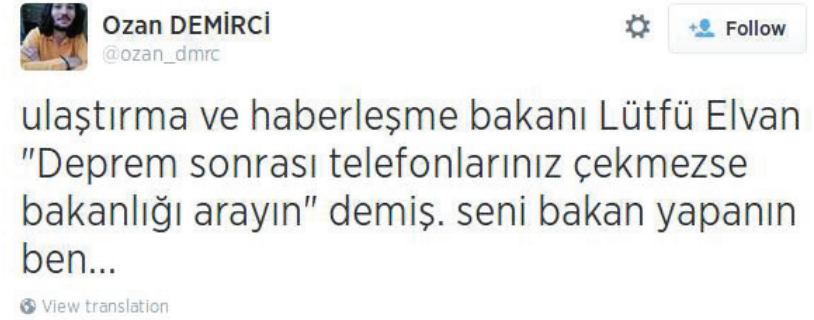 Ozan DEMİRCİ
@ozan_dmrc
Follow
ulaştırma ve haberleşme bakanı Lütfü Elvan
"Deprem sonrası telefonlarınız çekmezse
bakanlığı arayın" demiş. seni bakan yapanın
ben...
View translation